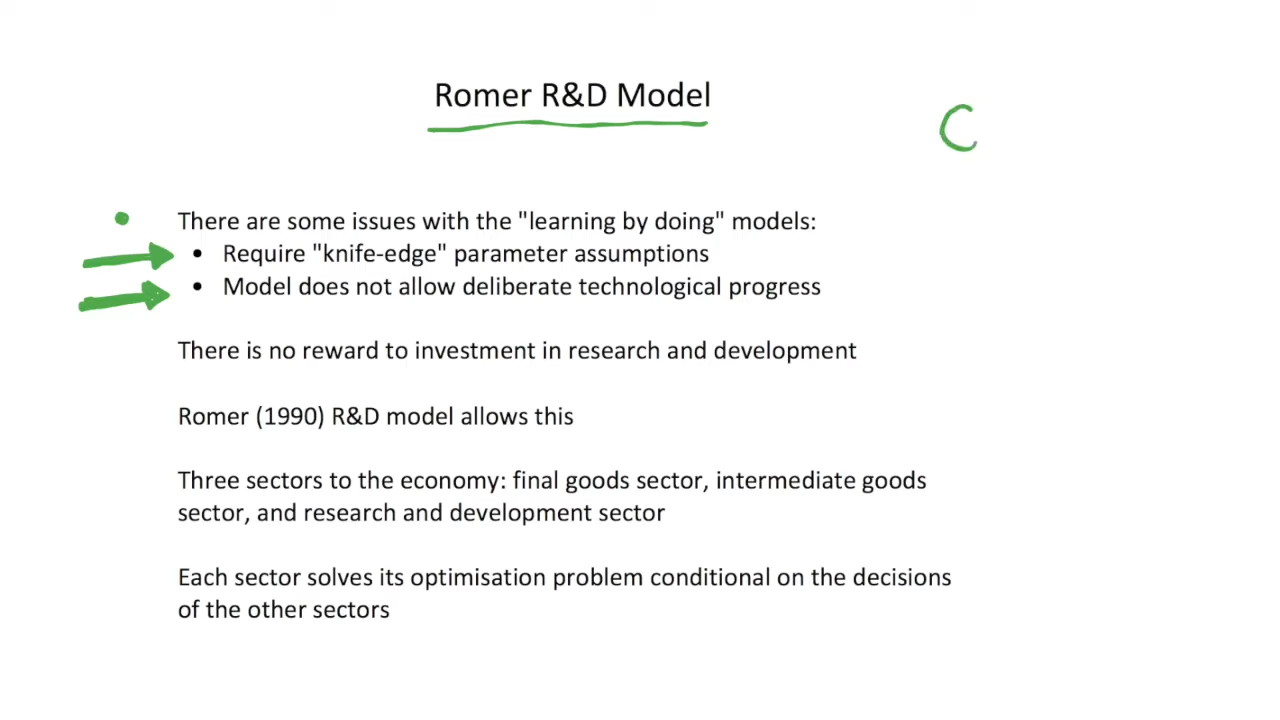 Romer R&D Model
C
There are some issues with the "learning by doing" models:
• Require "knife-edge" parameter assumptions
• Model does not allow deliberate technological progress
There is no reward to investment in research and development
Romer (1990) R&D model allows this
Three sectors to the economy: final goods sector, intermediate goods
sector, and research and development sector
Each sector solves its optimisation problem conditional on the decisions
of the other sectors